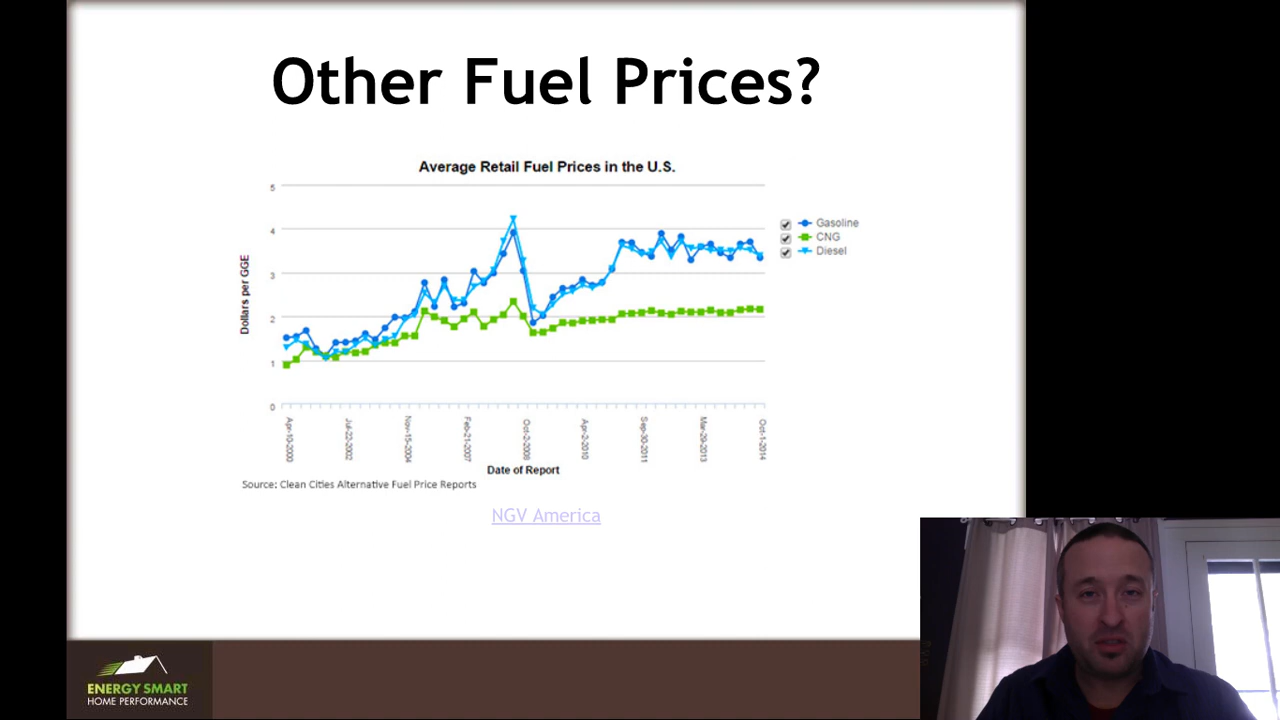 Other Fuel Prices?
Average Retail Fuel Prices in the U.S.
5
4
3
2
1
0
Dollars per GGE
Gasoline
CNG
Diesel
Apr-10-2000
Jul-22-2002
Nov-15-2004
Feb-21-2007
Oct-2-2008
Apr-2-2010
Sep-30-2011
Mar-29-2013
Oct-1-2014
Date of Report
Source: Clean Cities Alternative Fuel Price Reports
NGV America
ENERGY SMART
HOME PERFORMANCE